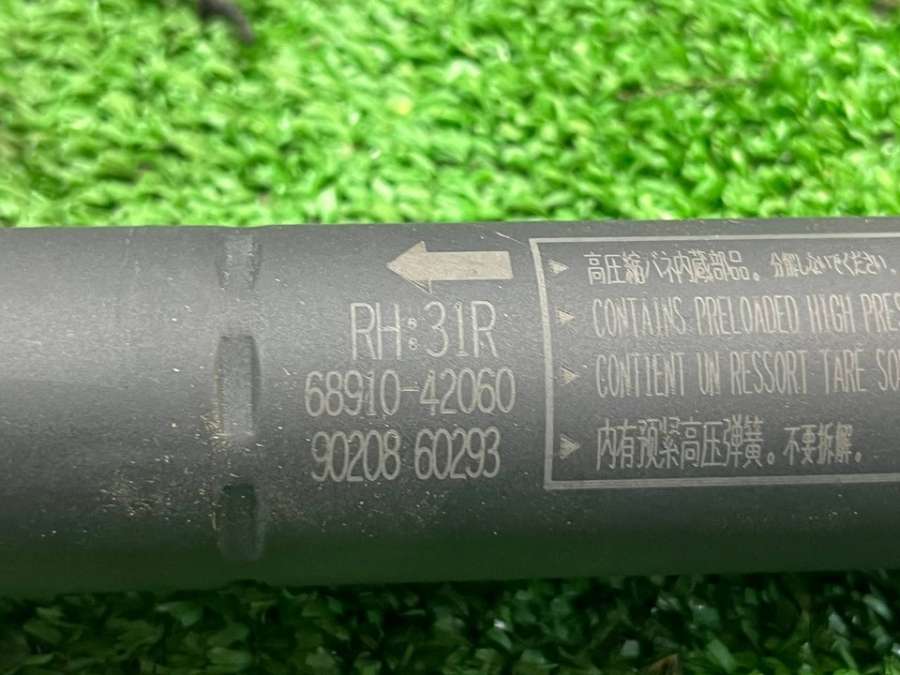 RH:31R
68910-42060
90208 60293
▶ 高圧縮バネ内蔵部品。分解しないでください。
▶ CONTAINS PRELOADED HIGH PRES
▶ CONTIENT UN RESSORT TARE SO
▶ 内有预紧高压弹簧。不要拆解。